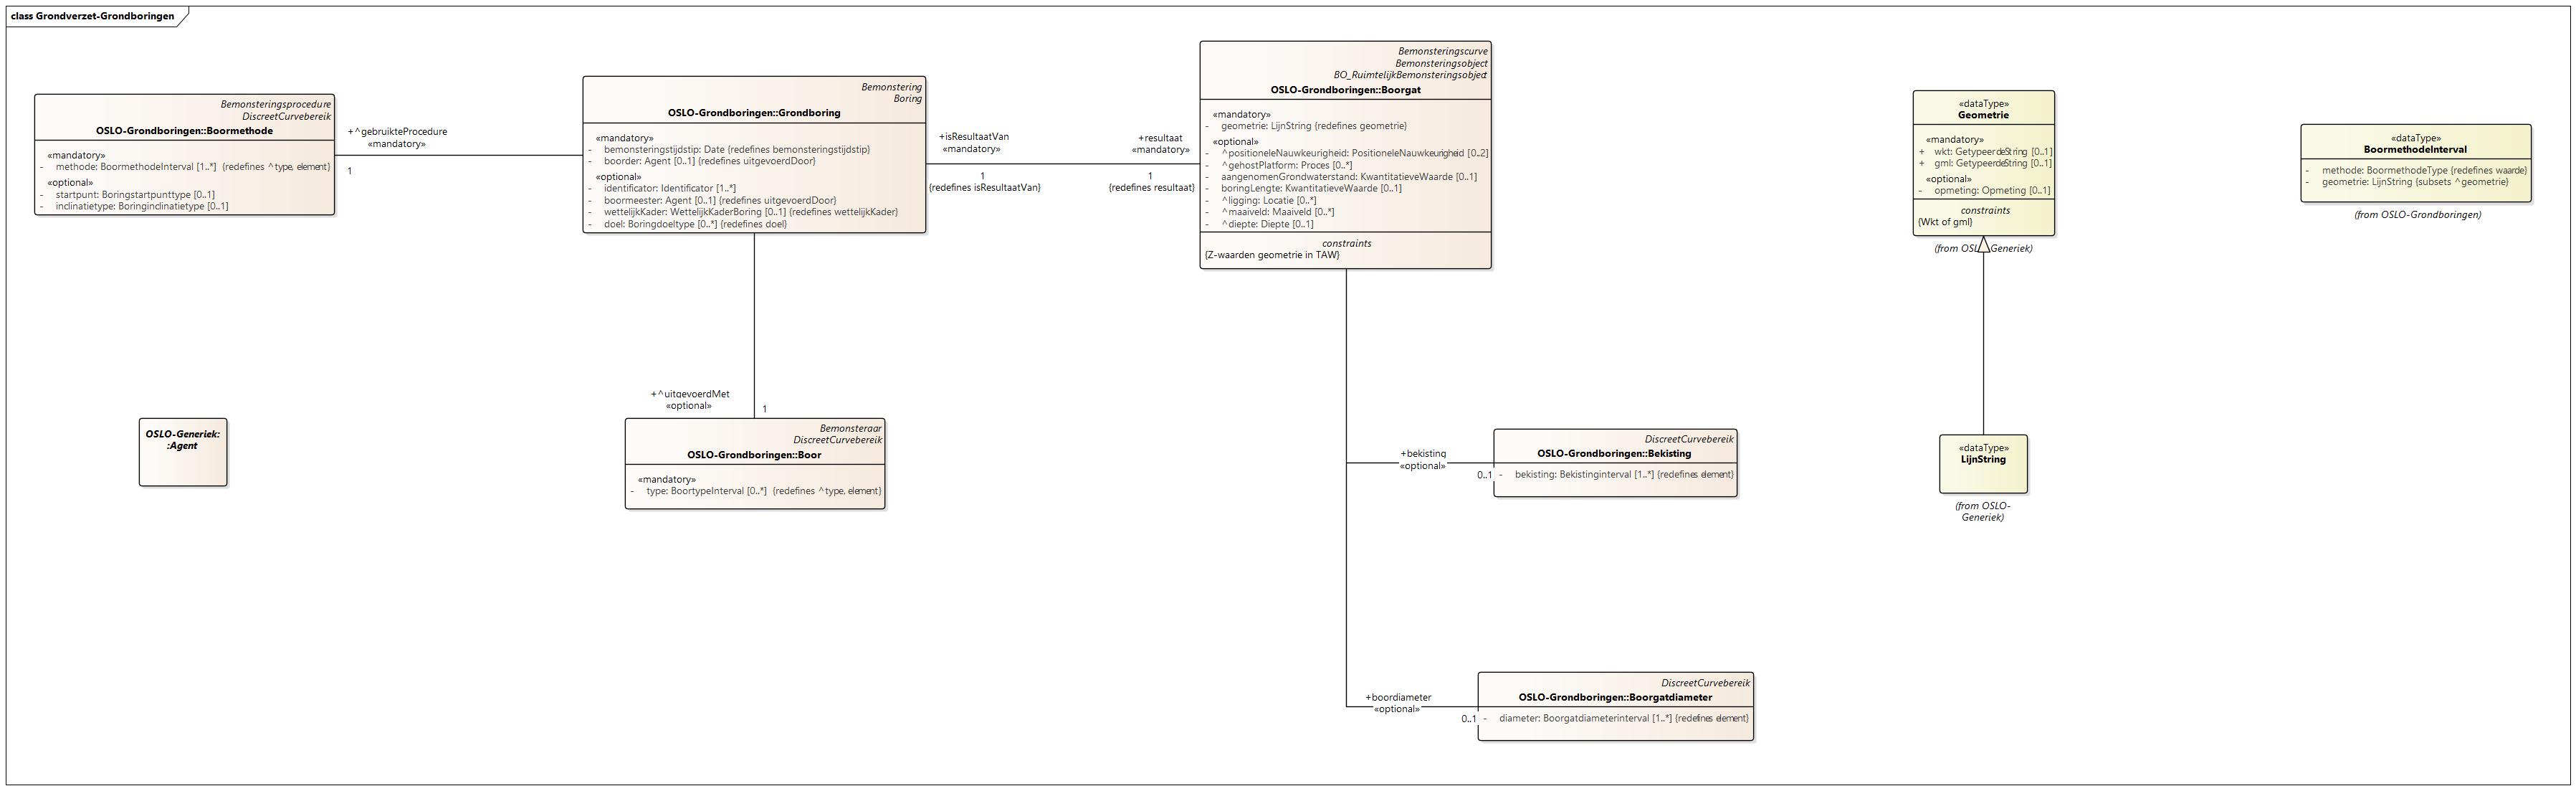 class Grondverzet-Grondboringen
Bemonsteringsprocedure
DiscreetCurvebereik
OSLO-Grondboringen::Boormethode
«mandatory»
- methode: BoormethodeInterval [1..*] {redefines ^type, element}
«optional»
- startpunt: Boringstartpunttype [0..1]
- inclinatietype: Boringinclinatietype [0..1]
+^gebruikteProcedure
«mandatory»
1
Bemonstering
Boring
OSLO-Grondboringen::Grondboring
«mandatory»
- bemonsteringstijdstip: Date {redefines bemonsteringstijdstip}
- boorder: Agent [0..1] {redefines uitgevoerdDoor}
«optional»
- identificator: Identificator [1..*]
- boormeester: Agent [0..1] {redefines uitgevoerdDoor}
- wettelijkKader: WettelijkKaderBoring [0..1] {redefines wettelijkKader}
- doel: Boringdoeltype [0..*] {redefines doel}
+isResultaatVan
«mandatory»
1
{redefines isResultaatVan}
+resultaat
«mandatory»
1
{redefines resultaat}
Bemonsteringscurve
Bemonsteringsobject
BO_RuimtelijkBemonsteringsobject
OSLO-Grondboringen::Boorgat
«mandatory»
- geometrie: LijnString {redefines geometrie}
«optional»
- ^positioneleNauwkeurigheid: PositioneleNauwkeurigheid [0..2]
- ^gehostPlatform: Proces [0..*]
- aangenomenGrondwaterstand: KwantitatieveWaarde [0..1]
- boringLengte: KwantitatieveWaarde [0..1]
- ^ligging: Locatie [0..*]
- ^maaiveld: Maaiveld [0..*]
- ^diepte: Diepte [0..1]
constraints
{Z-waarden geometrie in TAW}
«dataType»
Geometrie
«mandatory»
+ wkt: GetypeerdeString [0..1]
+ gml: GetypeerdeString [0..1]
«optional»
- opmeting: Opmeting [0..1]
constraints
{Wkt of gml}
(from OSLO-Generiek)
«dataType»
BoormethodeInterval
- methode: BoormethodeType {redefines waarde}
- geometrie: LijnString {subsets ^geometrie}
(from OSLO-Grondboringen)
OSLO-Generiek:
:Agent
+^uitgevoerdMet
«optional»
1
Bemonsteraar
DiscreetCurvebereik
OSLO-Grondboringen::Boor
«mandatory»
- type: BoortypeInterval [0..*] {redefines ^type, element}
+bekisting
«optional»
0..1
DiscreetCurvebereik
OSLO-Grondboringen::Bekisting
- bekisting: Bekistinginterval [1..*] {redefines element}
«dataType»
LijnString
(from OSLO-
Generiek)
+boordiameter
«optional»
0..1
DiscreetCurvebereik
OSLO-Grondboringen::Boorgatdiameter
- diameter: Boorgatdiameterinterval [1..*] {redefines element}